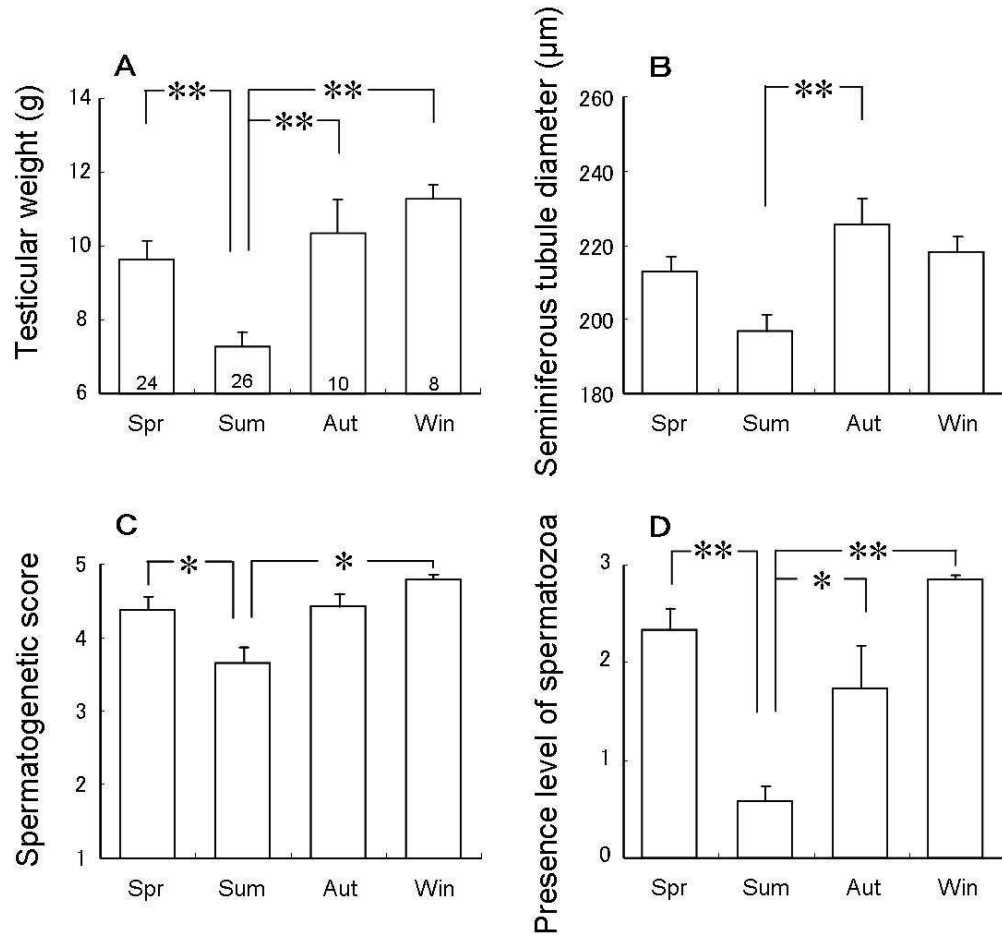 A
Testicular weight (g)
14
12
10
8
6
**
**
**
24
26
10
8
Spr
Sum
Aut
Win
B
Seminiferous tubule diameter (μm)
260
240
220
200
180
**
Spr
Sum
Aut
Win
C
Spermatogenetic score
5
4
3
2
1
*
*
Spr
Sum
Aut
Win
D
Presence level of spermatozoa
3
2
1
0
**
**
*
Spr
Sum
Aut
Win